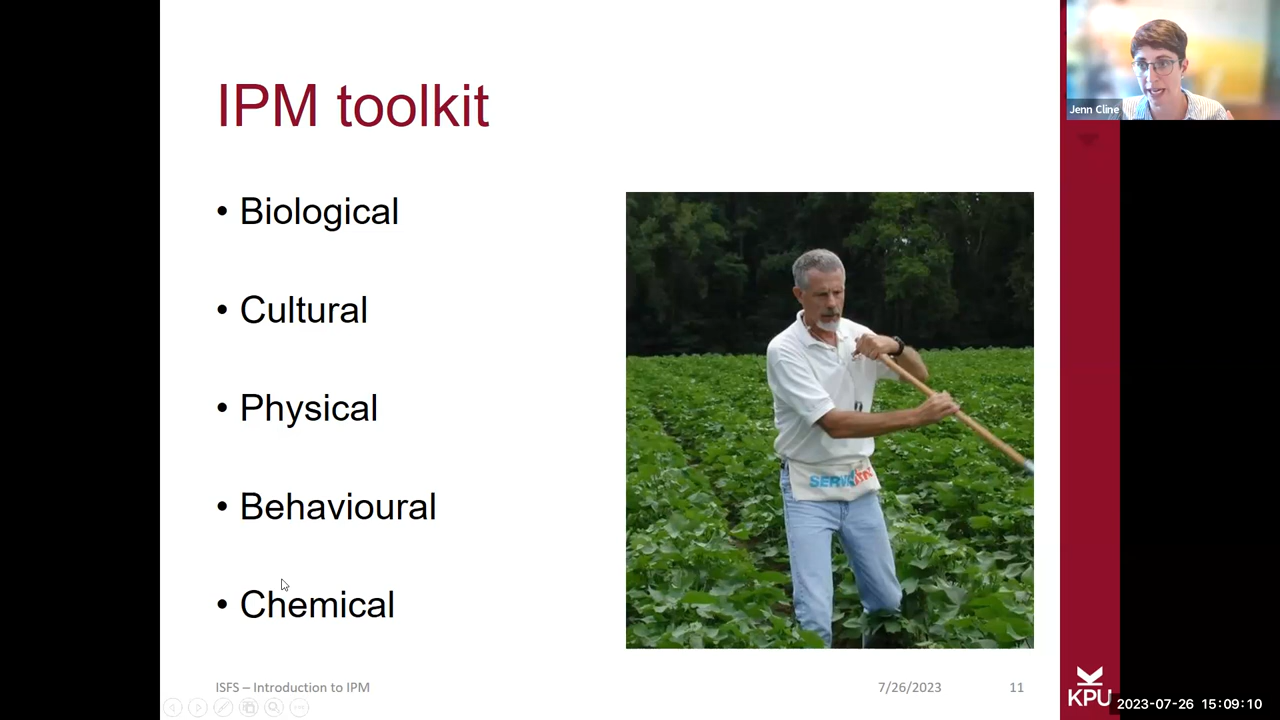 IPM toolkit
• Biological
• Cultural
• Physical
• Behavioural
• Chemical
ISFS – Introduction to IPM
7/26/2023
11
Jenn Cline
KPU
2023-07-26 15:09:10